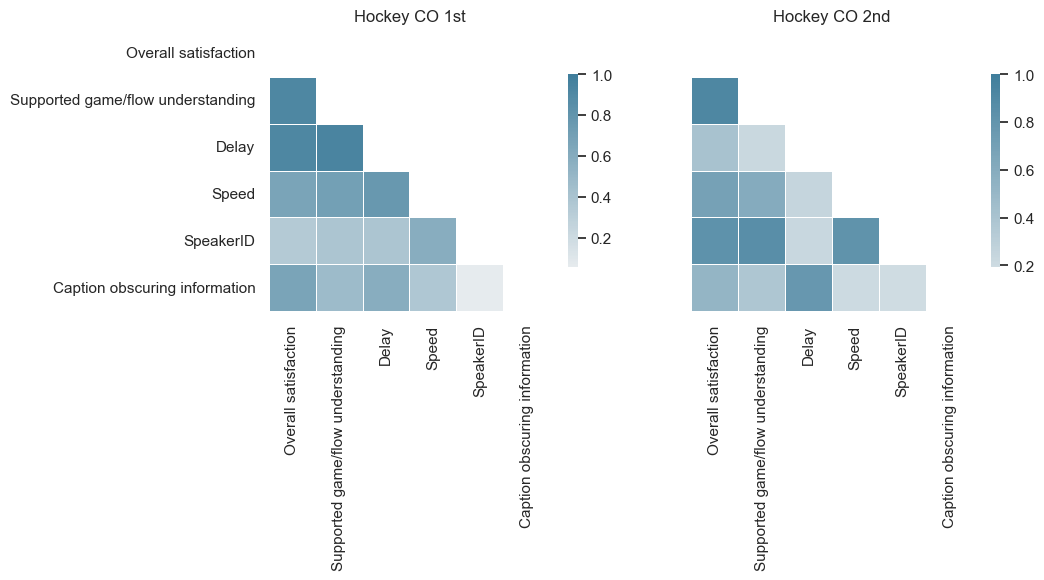 Hockey CO 1st
Hockey CO 2nd
Overall satisfaction
Supported game/flow understanding
Delay
Speed
SpeakerID
Caption obscuring information
1.0
0.8
0.6
0.4
0.2
1.0
0.8
0.6
0.4
0.2
Overall satisfaction
Supported game/flow understanding
Delay
Speed
SpeakerID
Caption obscuring information
Overall satisfaction
Supported game/flow understanding
Delay
Speed
SpeakerID
Caption obscuring information